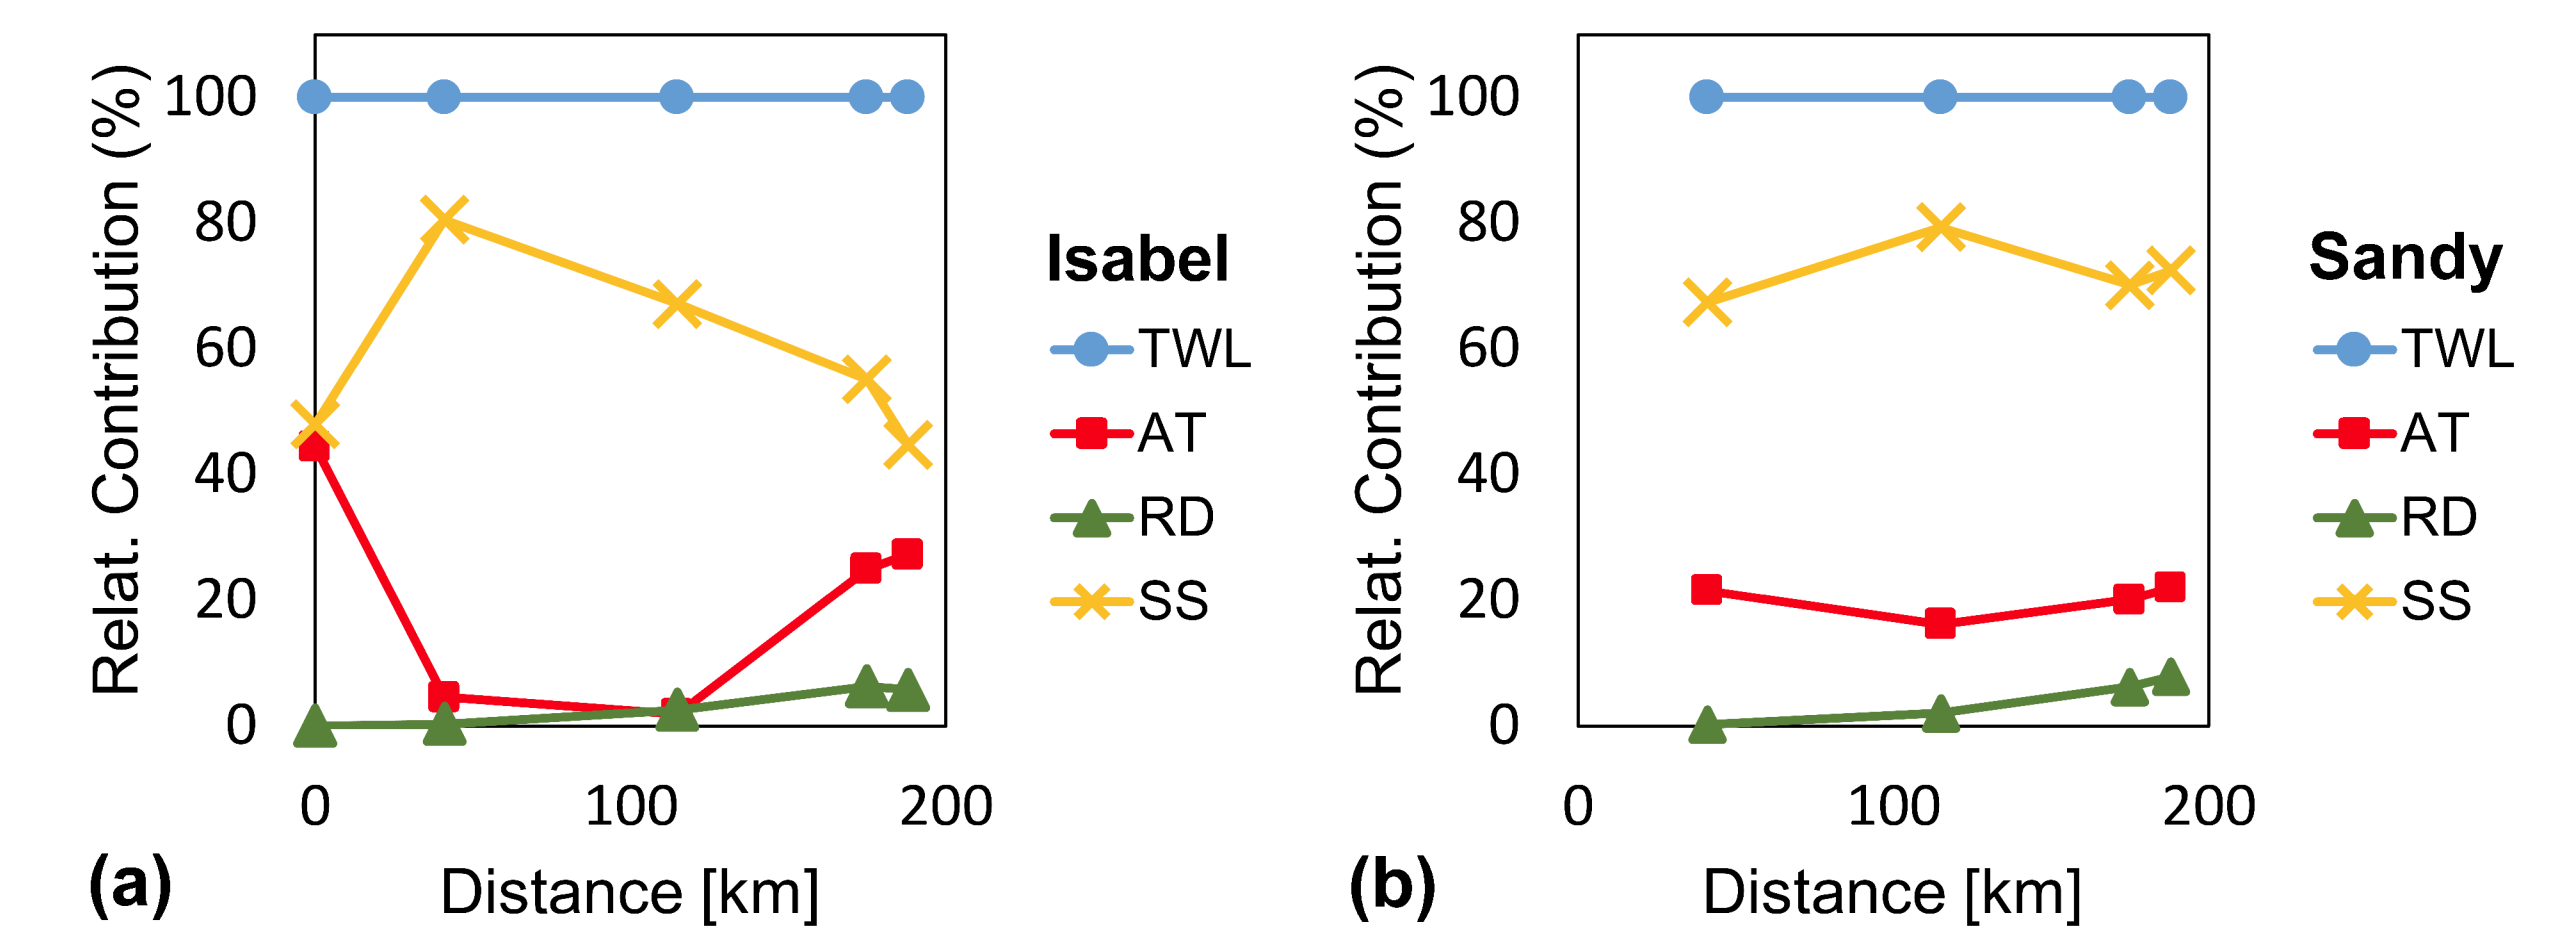 Relat. Contribution (%)
100
80
60
40
20
0
0 100 200
Distance [km]
(a)
Isabel
TWL
AT
RD
SS
Relat. Contribution (%)
100
80
60
40
20
0
0 100 200
Distance [km]
(b)
Sandy
TWL
AT
RD
SS